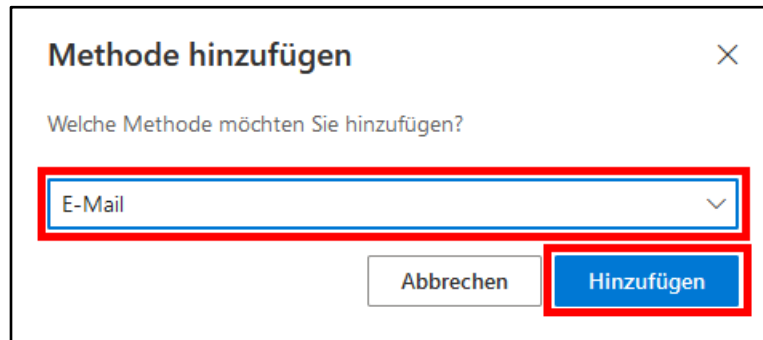 Methode hinzufügen
Welche Methode möchten Sie hinzufügen?
E-Mail
Abbrechen Hinzufügen